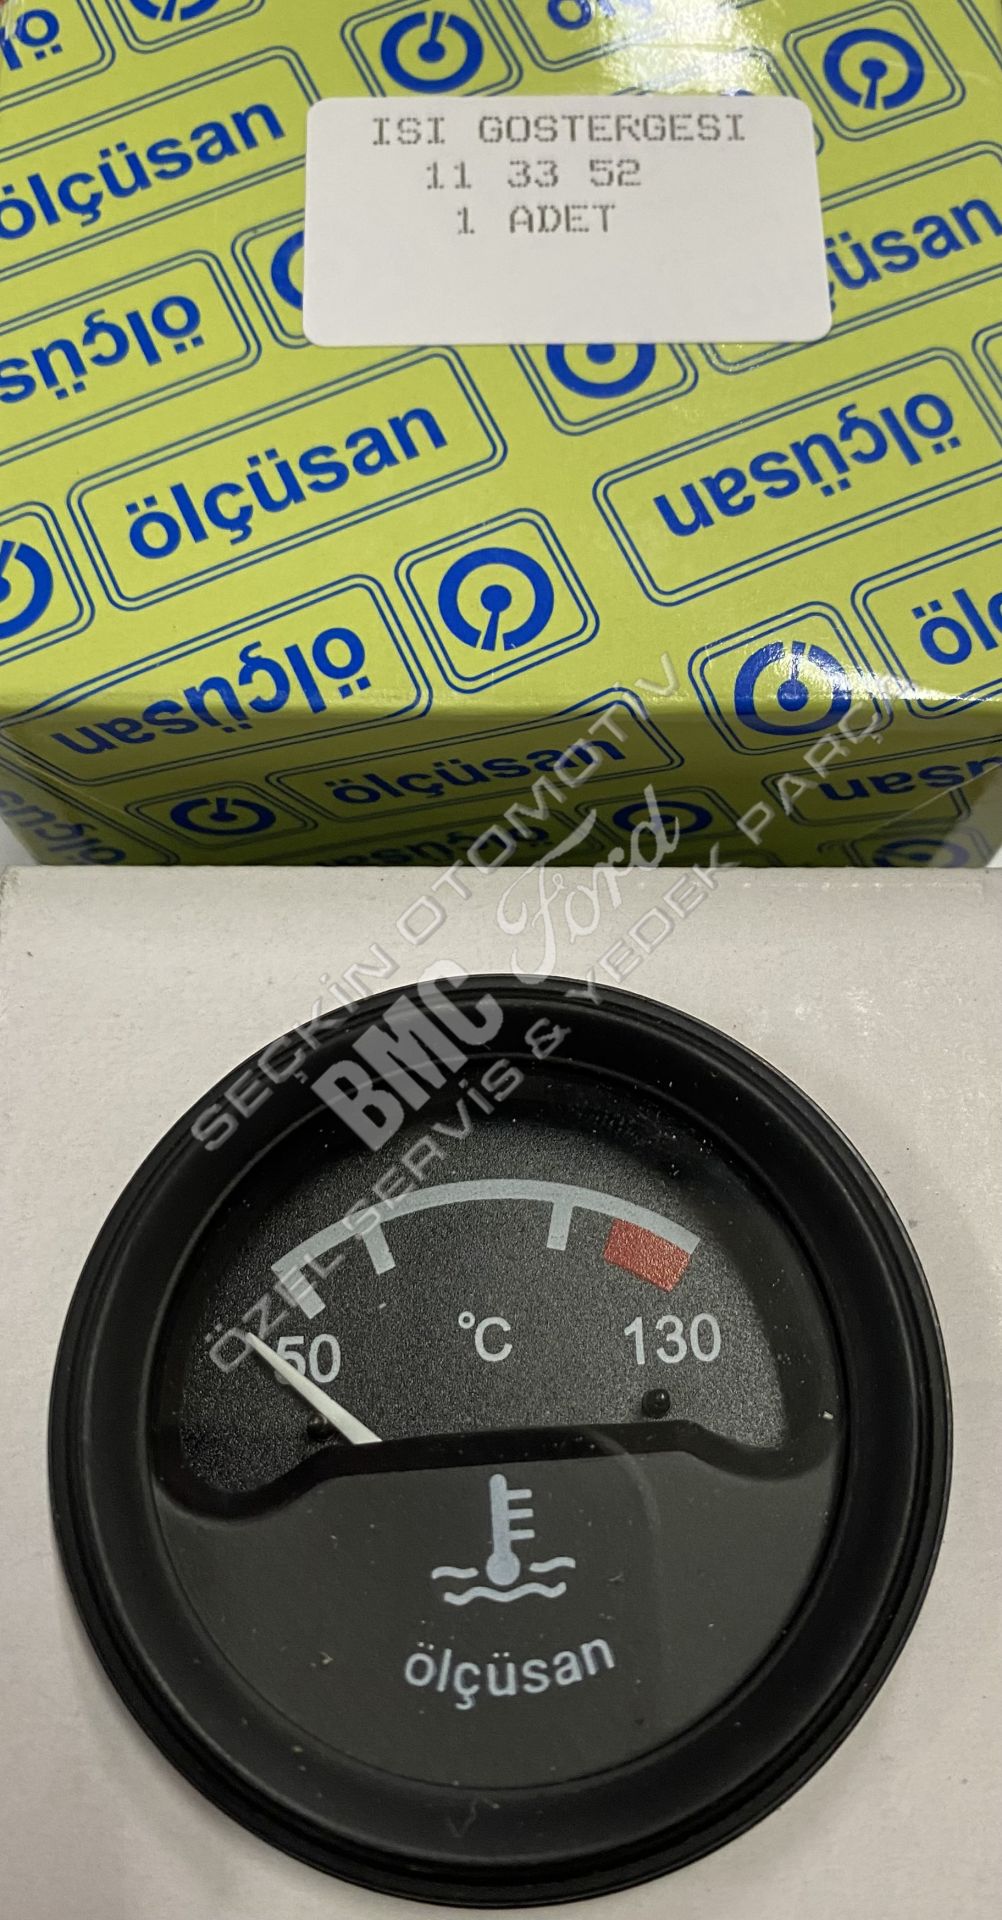 ISI GOSTERGESI
11 33 52
1 ADET
ölçüsan
ölçüsan
ölçüsan
ölçüsan
ölçüsan
ölçüsan
ölçüsan
SEÇKİN OTOMOTİV
BMC Ford
ÖZEL SERVİS & YEDEK PARÇA
50 °C 130
ölçüsan